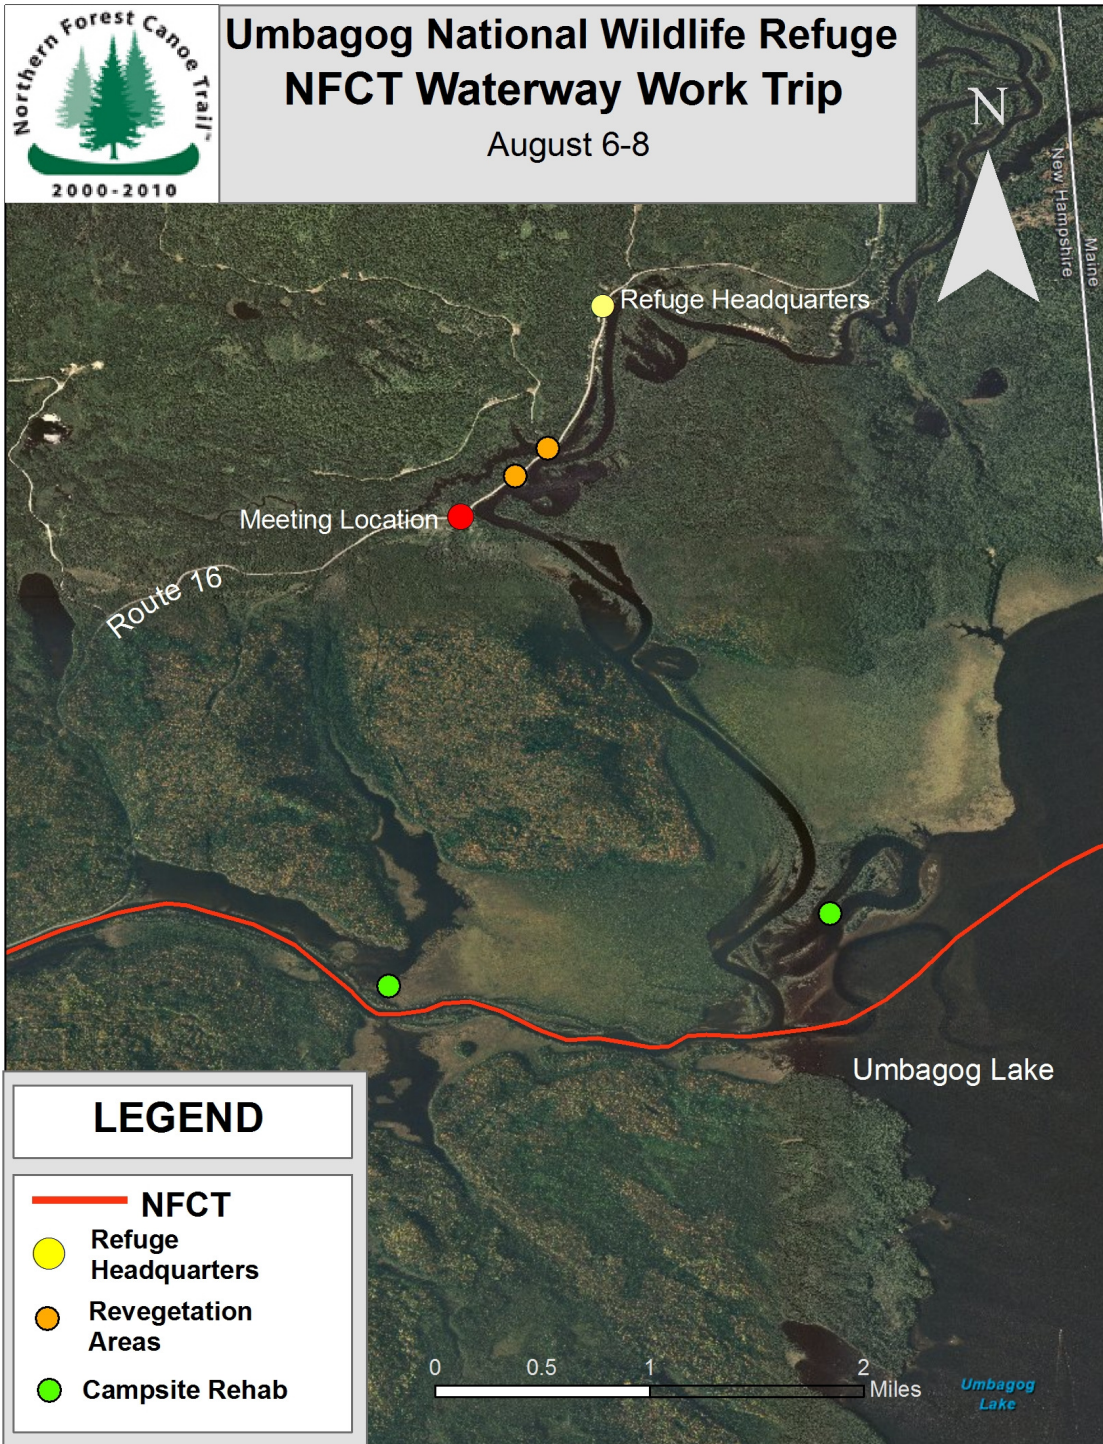 Northern Forest Canoe Trail™
2000-2010
Umbagog National Wildlife Refuge
NFCT Waterway Work Trip
August 6-8
N
New Hampshire
Maine
Refuge Headquarters
Meeting Location
Route 16
Umbagog Lake
LEGEND
NFCT
Refuge
Headquarters
Revegetation
Areas
Campsite Rehab
0 0.5 1 2
Miles
Umbagog
Lake